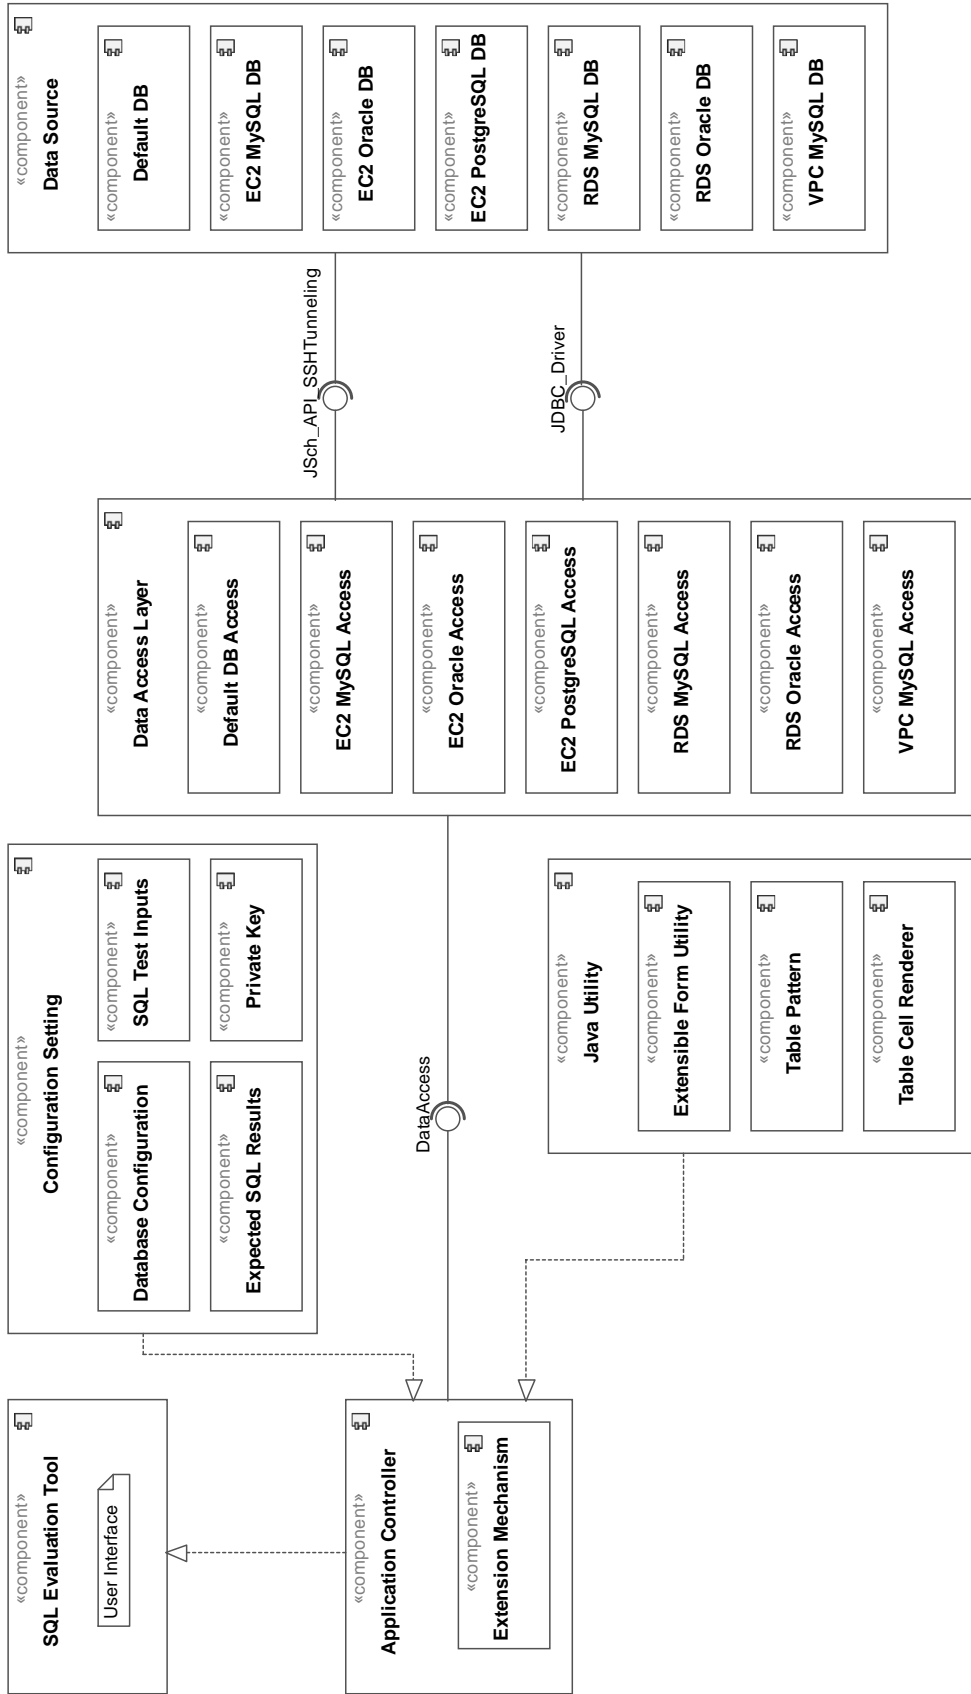 «component»
SQL Evaluation Tool
User Interface
«component»
Application Controller
«component»
Extension Mechanism
«component»
Configuration Setting
«component»
Database Configuration
«component»
SQL Test Inputs
«component»
Expected SQL Results
«component»
Private Key
DataAccess
«component»
Java Utility
«component»
Extensible Form Utility
«component»
Table Pattern
«component»
Table Cell Renderer
«component»
Data Access Layer
«component»
Default DB Access
«component»
EC2 MySQL Access
«component»
EC2 Oracle Access
«component»
EC2 PostgreSQL Access
«component»
RDS MySQL Access
«component»
RDS Oracle Access
«component»
VPC MySQL Access
JSch_API_SSHTunneling
JDBC_Driver
«component»
Data Source
«component»
Default DB
«component»
EC2 MySQL DB
«component»
EC2 Oracle DB
«component»
EC2 PostgreSQL DB
«component»
RDS MySQL DB
«component»
RDS Oracle DB
«component»
VPC MySQL DB